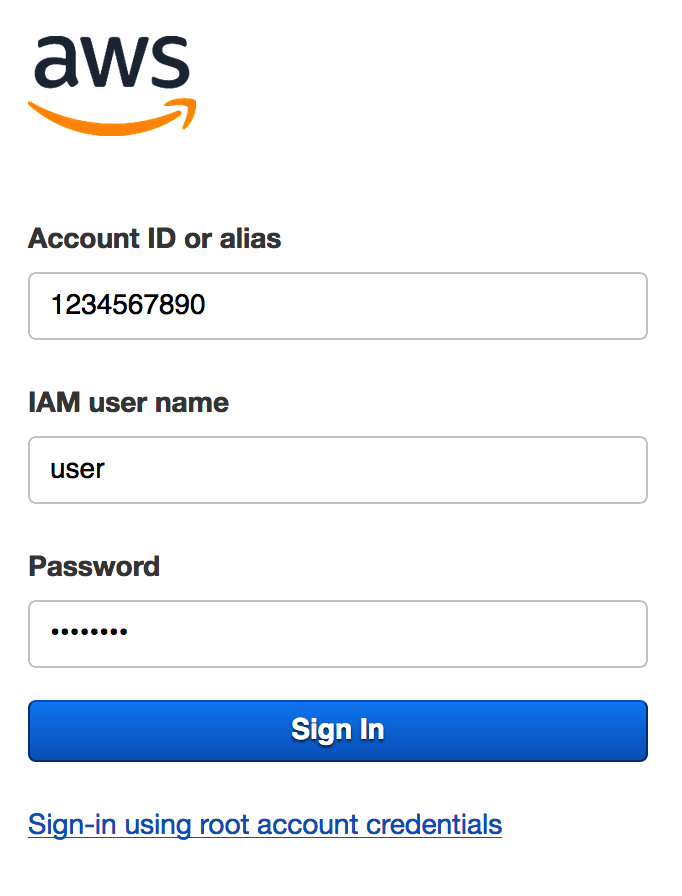 aws
Account ID or alias
1234567890
IAM user name
user
Password
••••••••
Sign In
Sign-in using root account credentials